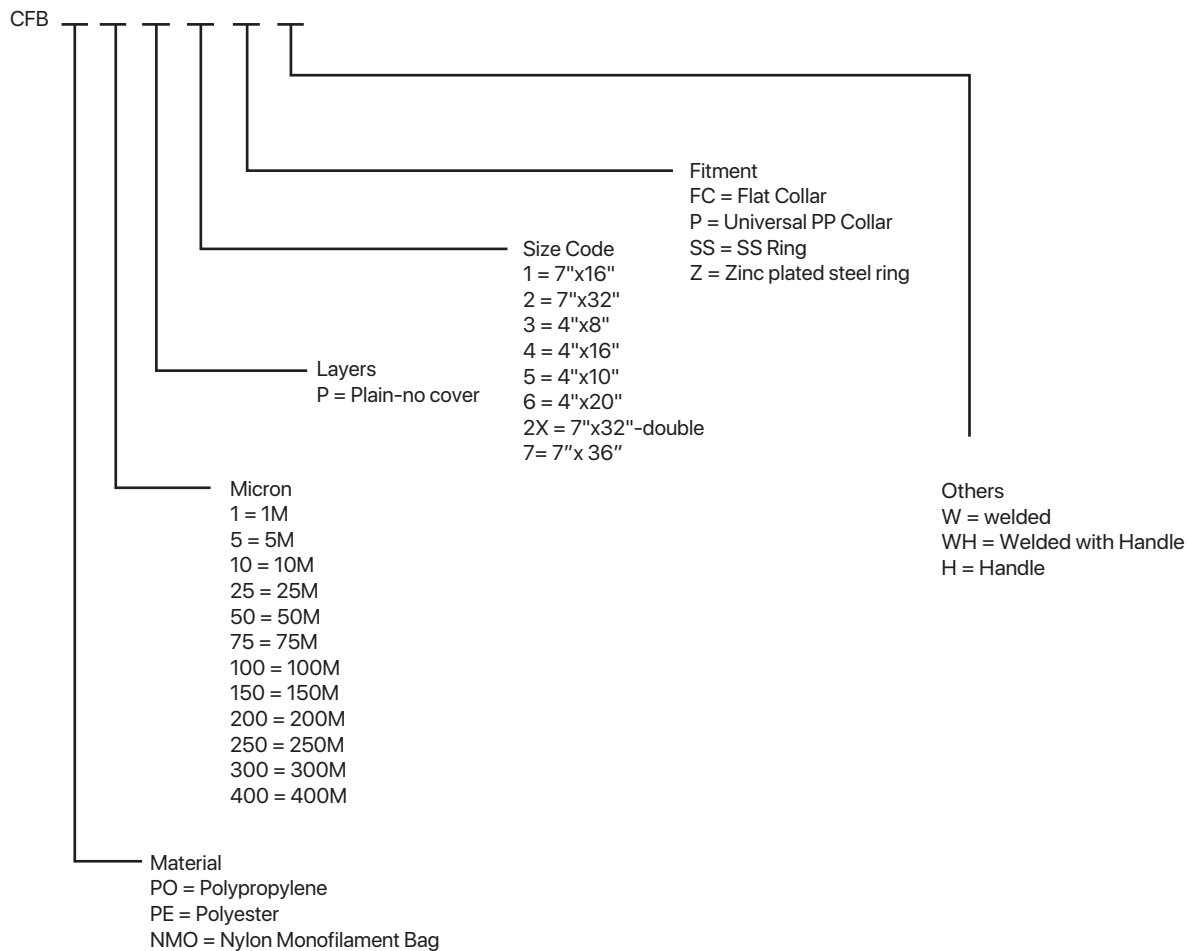 CFB
Fitment
FC = Flat Collar
P = Universal PP Collar
SS = SS Ring
Z = Zinc plated steel ring
Size Code
1 = 7"x16"
2 = 7"x32"
3 = 4"x8"
4 = 4"x16"
5 = 4"x10"
6 = 4"x20"
2X = 7"x32"-double
7= 7”x 36”
Layers
P = Plain-no cover
Micron
1 = 1M
5 = 5M
10 = 10M
25 = 25M
50 = 50M
75 = 75M
100 = 100M
150 = 150M
200 = 200M
250 = 250M
300 = 300M
400 = 400M
Others
W = welded
WH = Welded with Handle
H = Handle
Material
PO = Polypropylene
PE = Polyester
NMO = Nylon Monofilament Bag